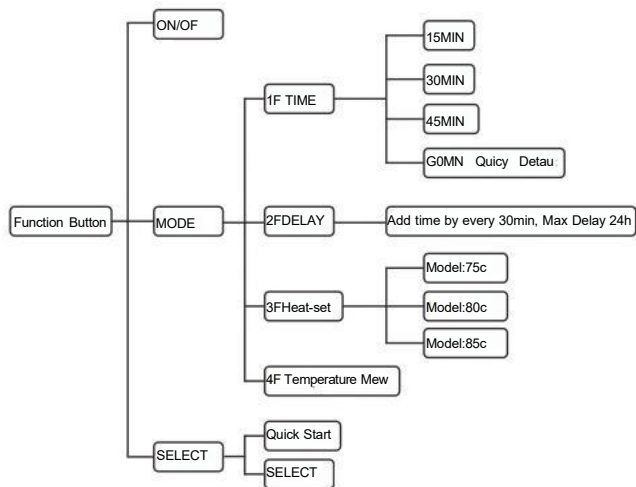 ON/OF
15MIN
30MIN
1F TIME
45MIN
G0MN Quicy Detau
Function Button
MODE
2FDELAY
Add time by every 30min, Max Delay 24h
Model:75c
3FHeat-set
Model:80c
Model:85c
4F Temperature Mew
Quick Start
SELECT
SELECT